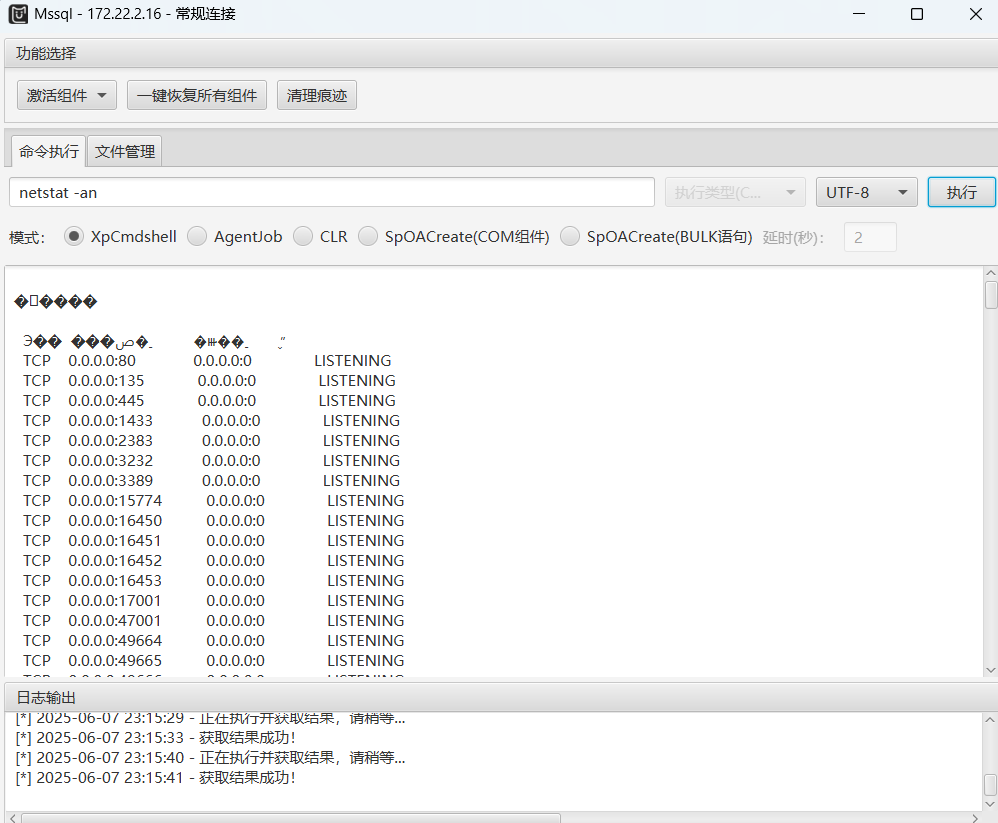 Mssql - 172.22.2.16 - 常规连接
功能选择
激活组件 一键恢复所有组件 清理痕迹
命令执行 文件管理
netstat -an 执行类型(C... UTF-8 执行
模式: XpCmdshell AgentJob CLR SpOACreate(COM组件) SpOACreate(BULK语句) 延时(秒): 2
TCP 0.0.0.0:80 0.0.0.0:0 LISTENING
TCP 0.0.0.0:135 0.0.0.0:0 LISTENING
TCP 0.0.0.0:445 0.0.0.0:0 LISTENING
TCP 0.0.0.0:1433 0.0.0.0:0 LISTENING
TCP 0.0.0.0:2383 0.0.0.0:0 LISTENING
TCP 0.0.0.0:3232 0.0.0.0:0 LISTENING
TCP 0.0.0.0:3389 0.0.0.0:0 LISTENING
TCP 0.0.0.0:15774 0.0.0.0:0 LISTENING
TCP 0.0.0.0:16450 0.0.0.0:0 LISTENING
TCP 0.0.0.0:16451 0.0.0.0:0 LISTENING
TCP 0.0.0.0:16452 0.0.0.0:0 LISTENING
TCP 0.0.0.0:16453 0.0.0.0:0 LISTENING
TCP 0.0.0.0:17001 0.0.0.0:0 LISTENING
TCP 0.0.0.0:47001 0.0.0.0:0 LISTENING
TCP 0.0.0.0:49664 0.0.0.0:0 LISTENING
TCP 0.0.0.0:49665 0.0.0.0:0 LISTENING
日志输出
[*] 2025-06-07 23:15:29 - 正在执行并获取结果，请稍等...
[*] 2025-06-07 23:15:33 - 获取结果成功!
[*] 2025-06-07 23:15:40 - 正在执行并获取结果，请稍等...
[*] 2025-06-07 23:15:41 - 获取结果成功!